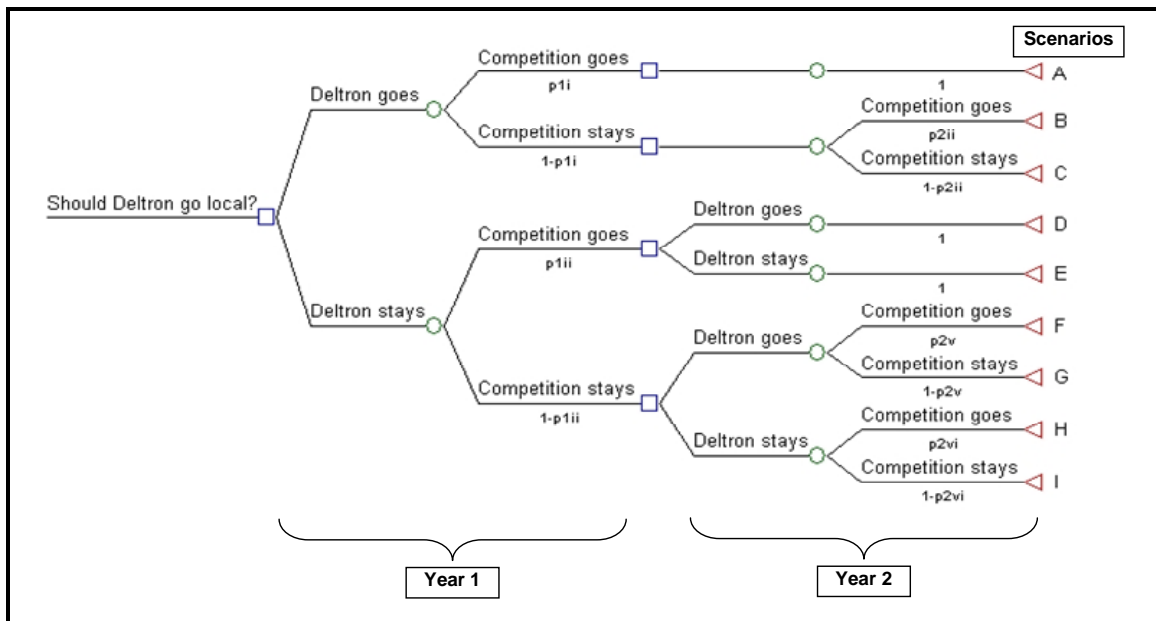 Scenarios
Competition goes
p1i
1
A
Deltron goes
Competition goes
p2ii
B
Competition stays
1-p1i
Competition stays
1-p2ii
C
Should Deltron go local?
Deltron goes
1
D
Competition goes
p1ii
Deltron stays
1
E
Deltron stays
Competition goes
p2v
F
Deltron goes
Competition stays
1-p2v
G
Competition stays
1-p1ii
Competition goes
p2vi
H
Deltron stays
Competition stays
1-p2vi
I
Year 1
Year 2